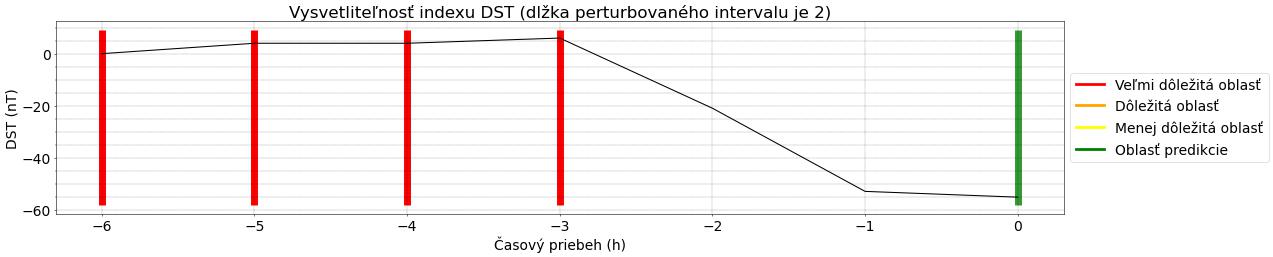 Vysvetliteľnosť indexu DST (dlžka perturbovaného intervalu je 2)
DST (nT)
0
−20
−40
−60
−6
−5
−4
−3
−2
−1
0
Časový priebeh (h)
Veľmi dôležitá oblasť
Dôležitá oblasť
Menej dôležitá oblasť
Oblasť predikcie